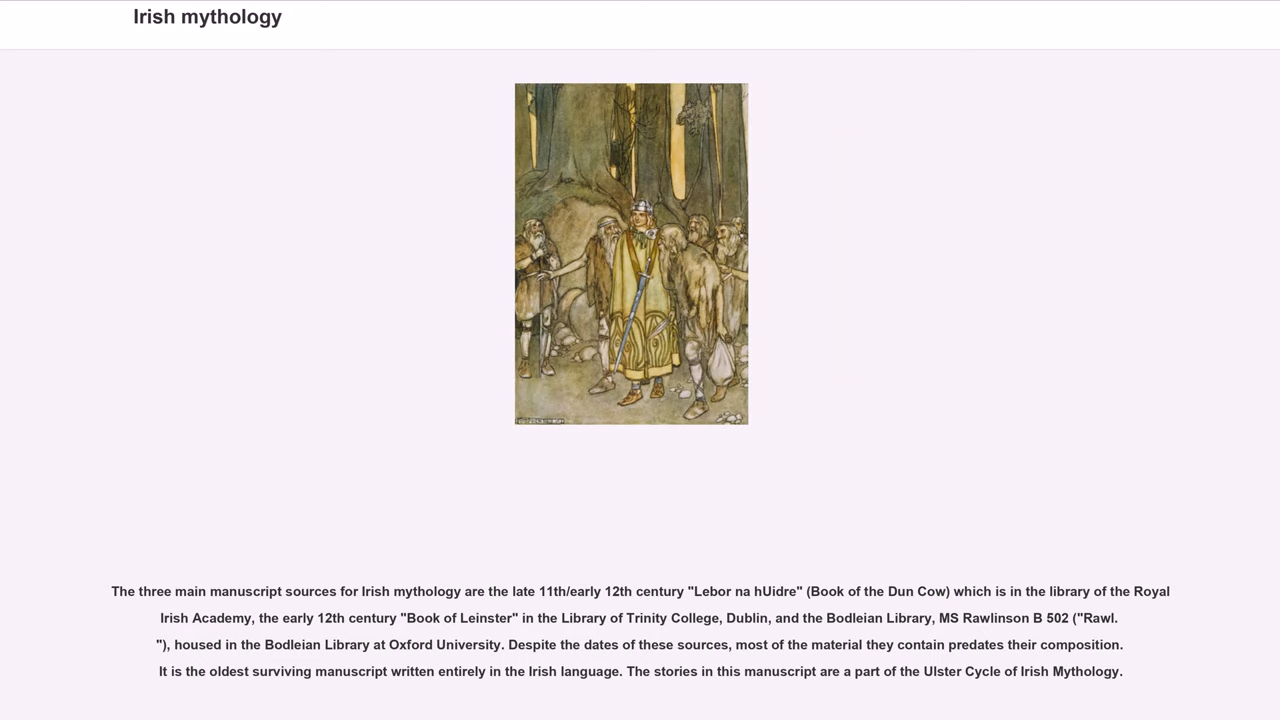 Irish mythology
The three main manuscript sources for Irish mythology are the late 11th/early 12th century "Lebor na hUidre" (Book of the Dun Cow) which is in the library of the Royal
Irish Academy, the early 12th century "Book of Leinster" in the Library of Trinity College, Dublin, and the Bodleian Library, MS Rawlinson B 502 ("Rawl.
"), housed in the Bodleian Library at Oxford University. Despite the dates of these sources, most of the material they contain predates their composition.
It is the oldest surviving manuscript written entirely in the Irish language. The stories in this manuscript are a part of the Ulster Cycle of Irish Mythology.